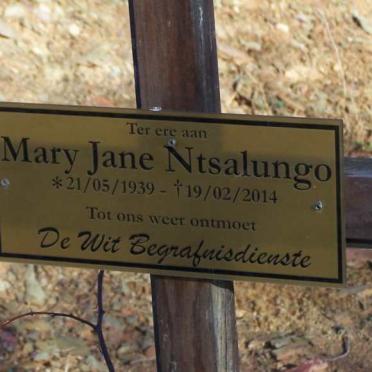 Ter ere aan
Mary Jane Ntsalungo
*21/05/1939 - †19/02/2014
Tot ons weer ontmoet
De Wit Begrafnisdienste